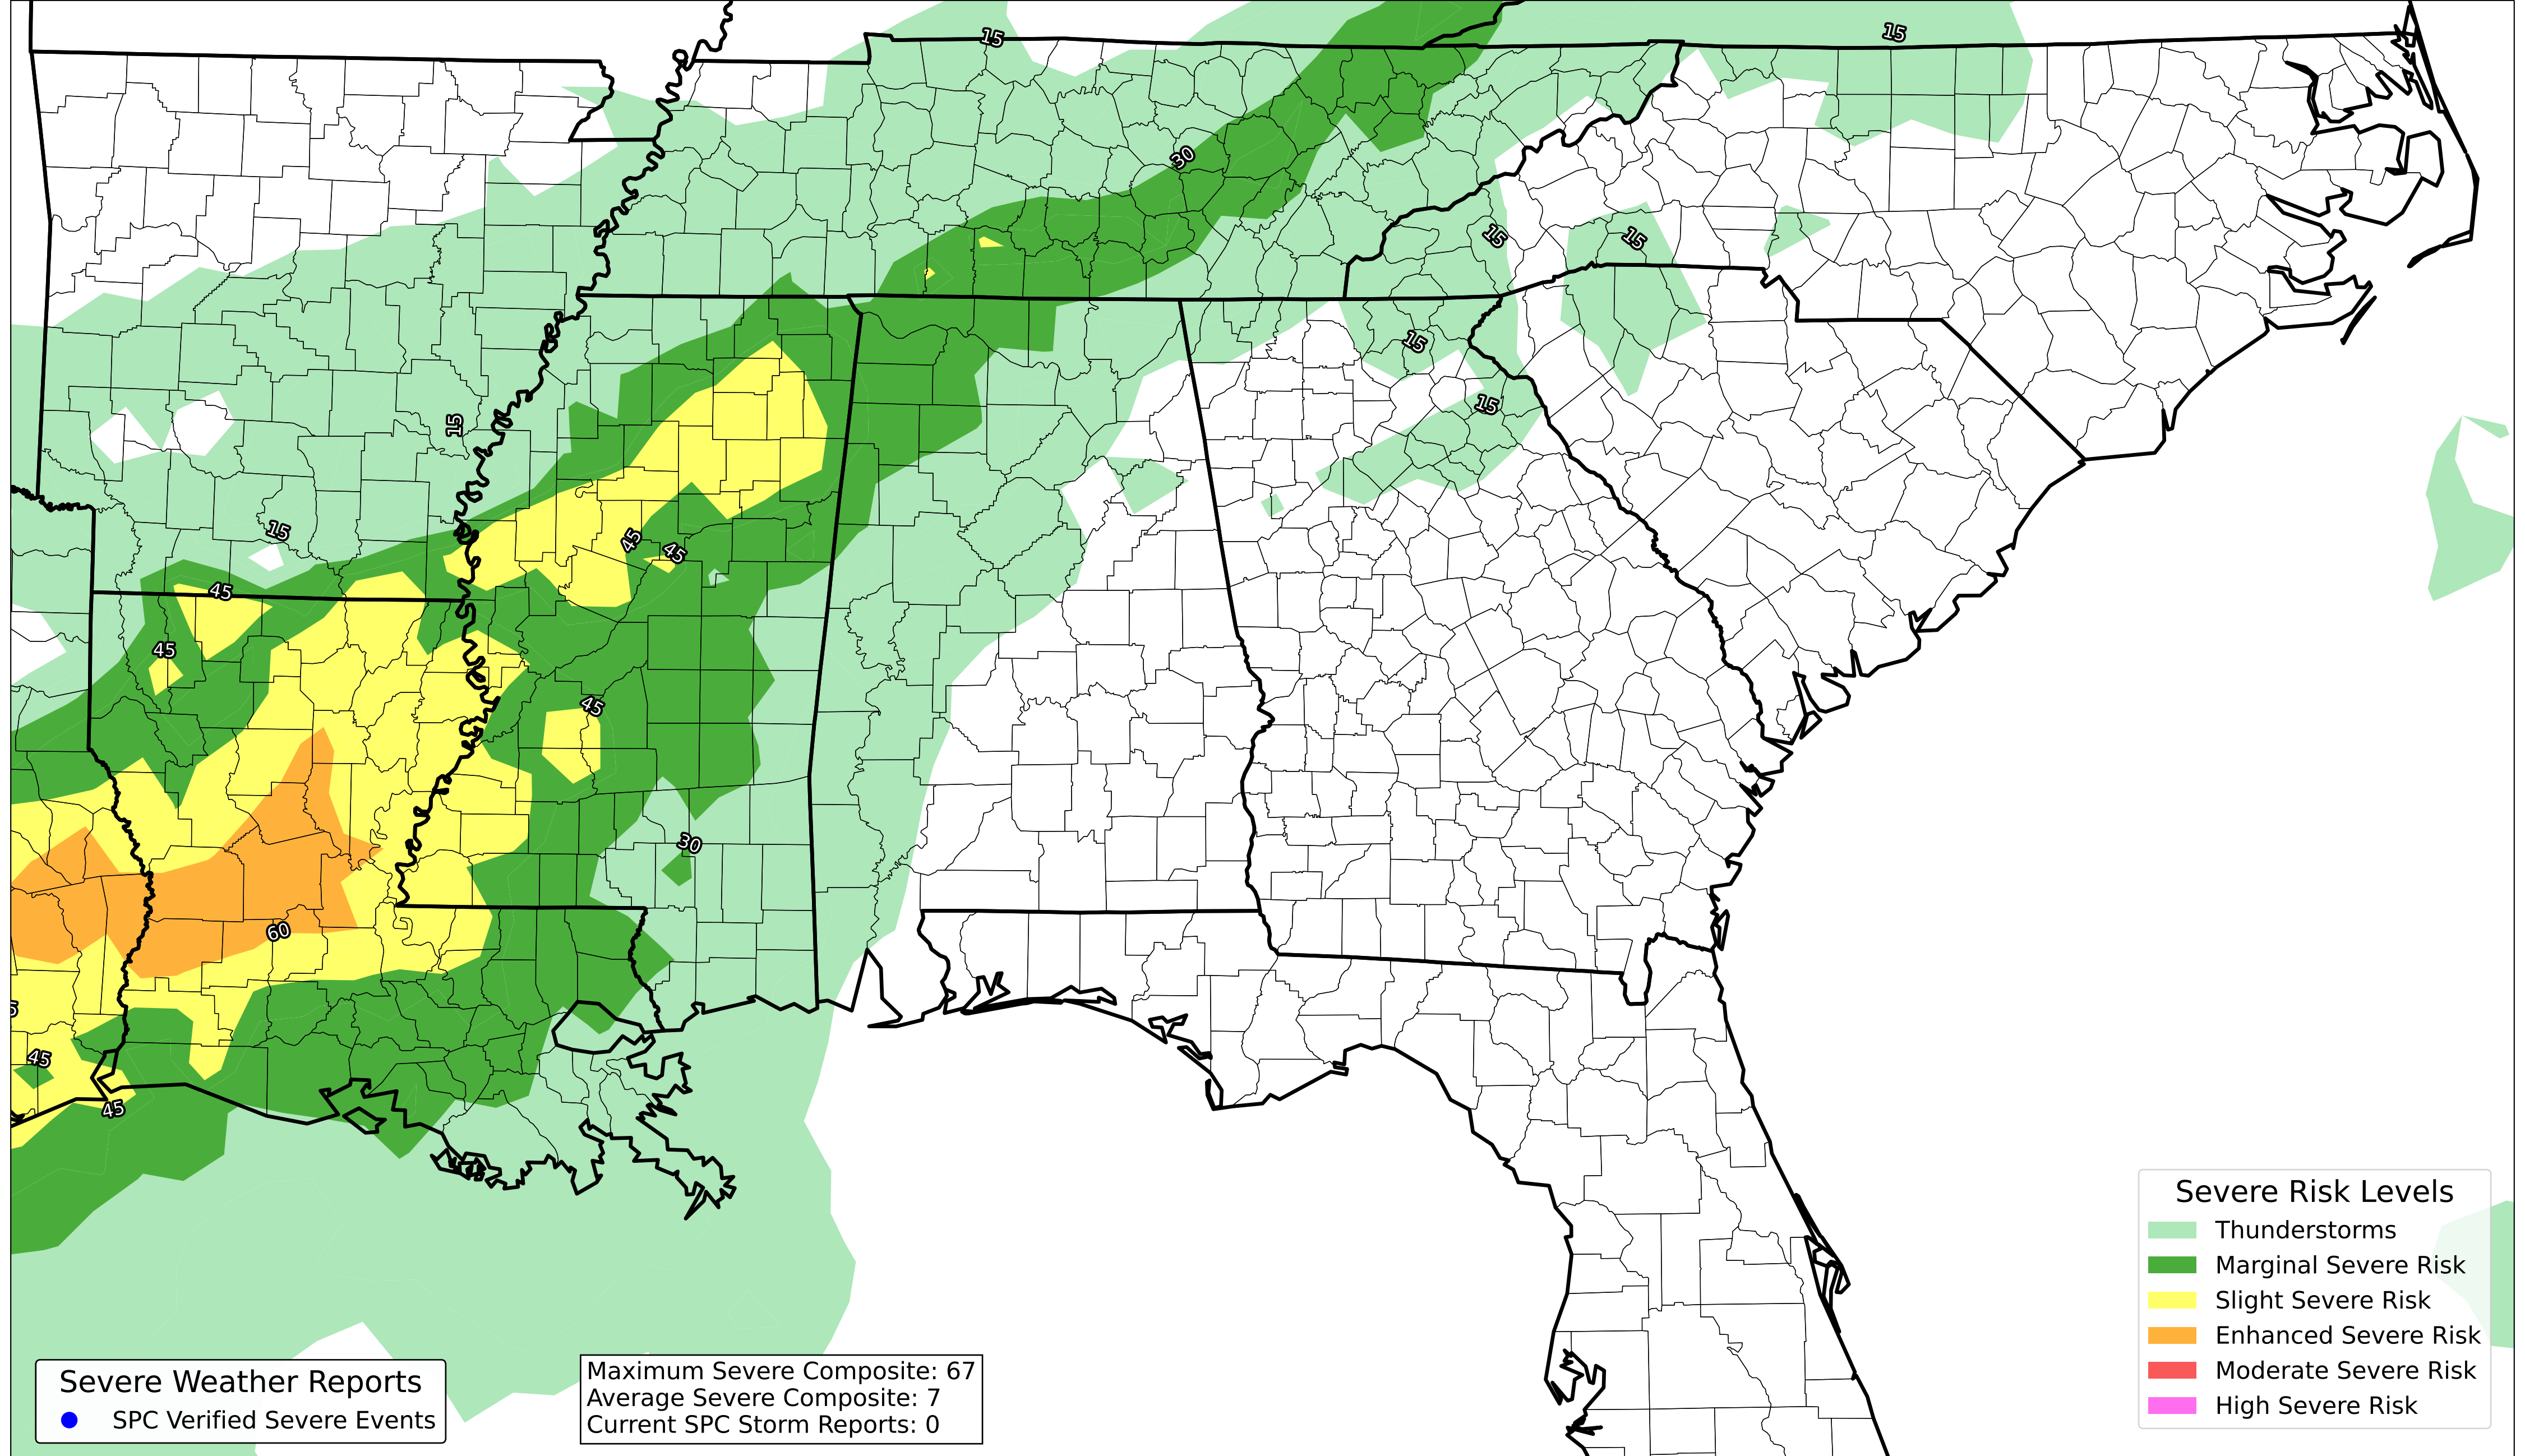 15
15
30
15
15
15
15
15
45
45
15
45
45
45
30
60
5
45
45
Severe Risk Levels
Thunderstorms
Marginal Severe Risk
Slight Severe Risk
Enhanced Severe Risk
Moderate Severe Risk
High Severe Risk
Severe Weather Reports
SPC Verified Severe Events
Maximum Severe Composite: 67
Average Severe Composite: 7
Current SPC Storm Reports: 0